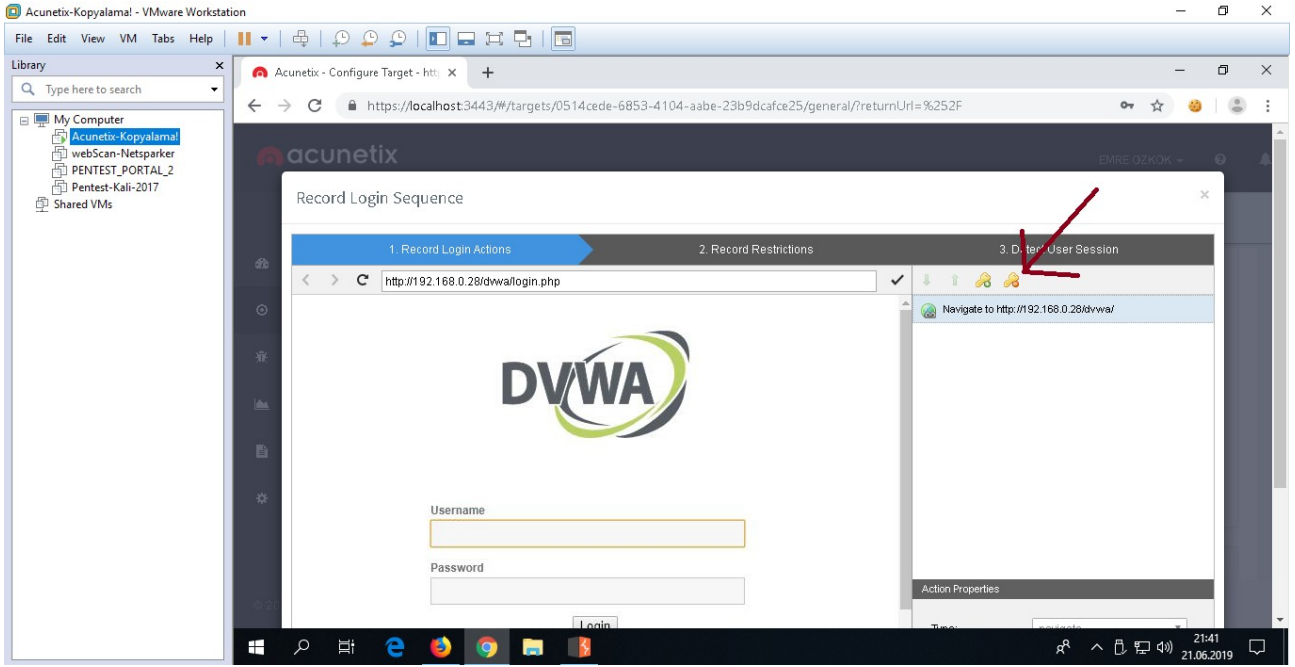 Acunetix-Kopyalama! - VMware Workstation
File Edit View VM Tabs Help
Library
Type here to search
My Computer
Acunetix-Kopyalama!
webScan-Netsparker
PENTEST_PORTAL_2
Pentest-Kali-2017
Shared VMs
Acunetix - Configure Target - htt
https://localhost:3443/#/targets/0514cede-6853-4104-aabe-23b9dcafce25/general/?returnUrl=%252F
acunetix
EMRE OZKOK
Record Login Sequence
1. Record Login Actions
2. Record Restrictions
3. Detect User Session
http://192.168.0.28/dvwa/login.php
Navigate to http://192.168.0.28/dvwa/
DVWA
Username
Password
Login
Action Properties
Type:
navigate
© 20
21:41
21.06.2019